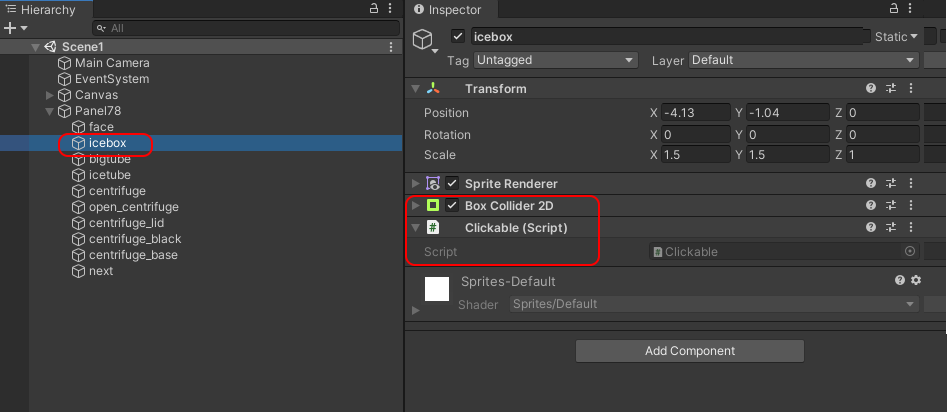 Hierarchy
All
Scene1
Main Camera
EventSystem
Canvas
Panel78
face
icebox
bigtube
icetube
centrifuge
open_centrifuge
centrifuge_lid
centrifuge_black
centrifuge_base
next
Inspector
icebox Static
Tag Untagged Layer Default
Transform
Position X -4.13 Y -1.04 Z 0
Rotation X 0 Y 0 Z 0
Scale X 1.5 Y 1.5 Z 1
Sprite Renderer
Box Collider 2D
# Clickable (Script)
Script # Clickable
Sprites-Default
Shader Sprites/Default
Add Component